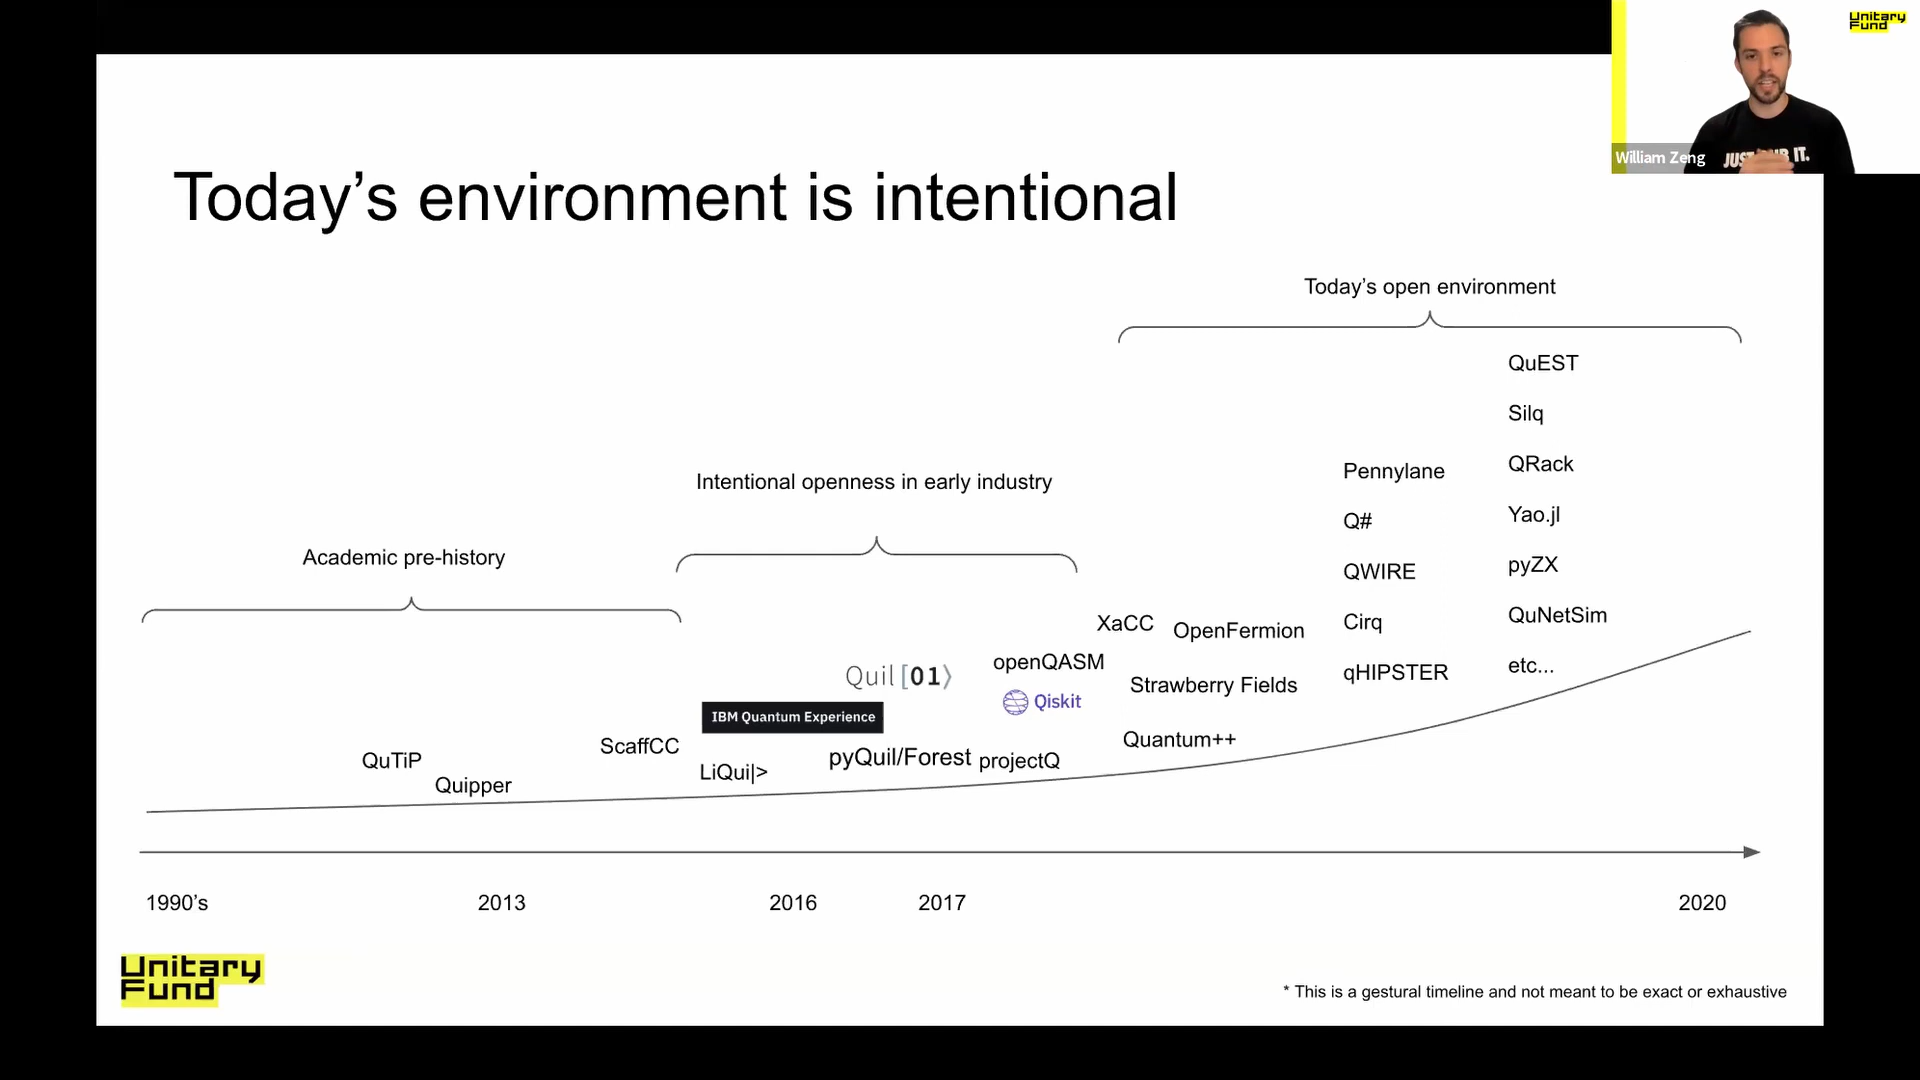 Unitary
Fund
William Zeng
JUST IT.
Today’s environment is intentional
Today’s open environment
QuEST
Silq
QRack
Yao.jl
pyZX
QuNetSim
etc...
Pennylane
Q#
QWIRE
Cirq
qHIPSTER
Intentional openness in early industry
Academic pre-history
XaCC
OpenFermion
openQASM
Quil [01⟩
Strawberry Fields
Qiskit
IBM Quantum Experience
Quantum++
ScaffCC
QuTiP
Quipper
LiQui|>
pyQuil/Forest
projectQ
1990’s
2013
2016
2017
2020
Unitary
Fund
* This is a gestural timeline and not meant to be exact or exhaustive